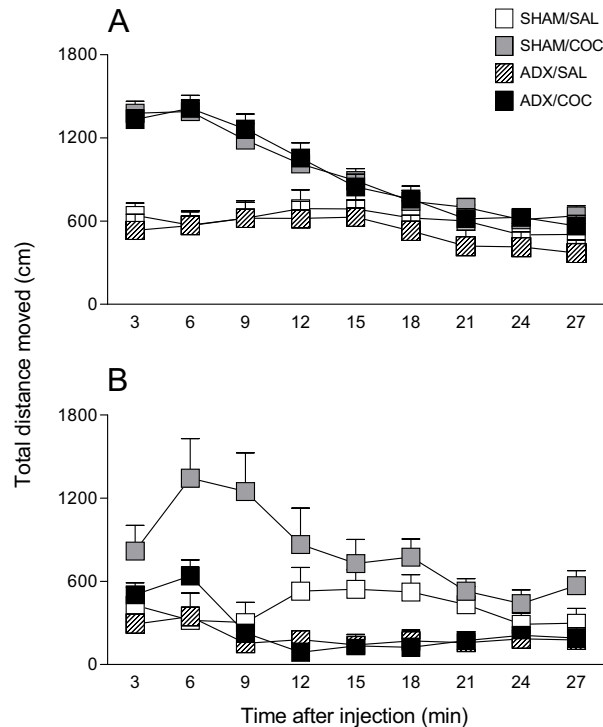 A
SHAM/SAL
SHAM/COC
ADX/SAL
ADX/COC
1800
1200
600
0
3 6 9 12 15 18 21 24 27
Total distance moved (cm)
B
1800
1200
600
0
3 6 9 12 15 18 21 24 27
Time after injection (min)